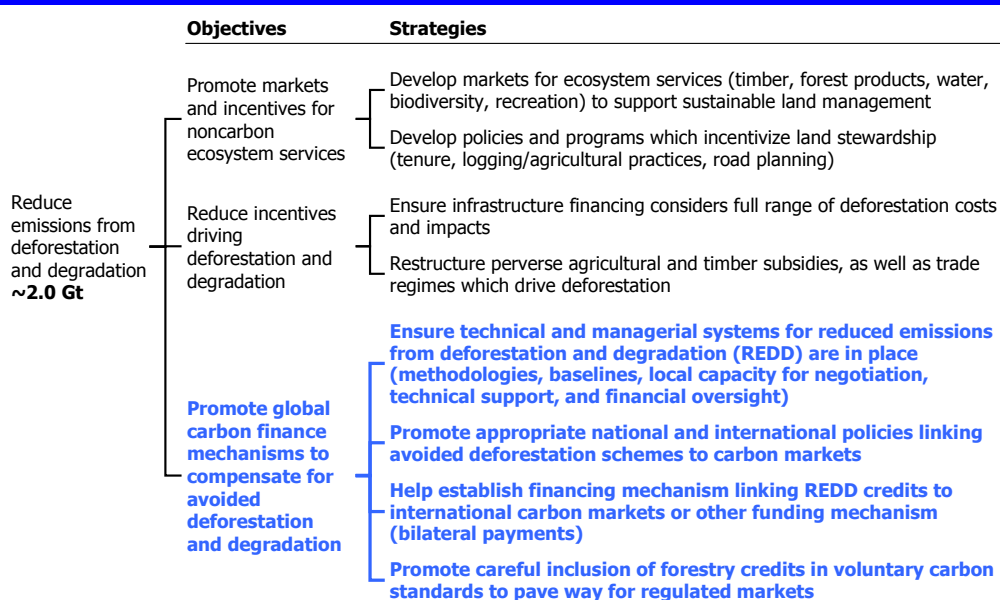 Objectives
Strategies
Reduce
emissions from
deforestation
and degradation
~2.0 Gt
Promote markets
and incentives for
noncarbon
ecosystem services
Develop markets for ecosystem services (timber, forest products, water,
biodiversity, recreation) to support sustainable land management
Develop policies and programs which incentivize land stewardship
(tenure, logging/agricultural practices, road planning)
Reduce incentives
driving
deforestation and
degradation
Ensure infrastructure financing considers full range of deforestation costs
and impacts
Restructure perverse agricultural and timber subsidies, as well as trade
regimes which drive deforestation
Promote global
carbon finance
mechanisms to
compensate for
avoided
deforestation
and degradation
Ensure technical and managerial systems for reduced emissions
from deforestation and degradation (REDD) are in place
(methodologies, baselines, local capacity for negotiation,
technical support, and financial oversight)
Promote appropriate national and international policies linking
avoided deforestation schemes to carbon markets
Help establish financing mechanism linking REDD credits to
international carbon markets or other funding mechanism
(bilateral payments)
Promote careful inclusion of forestry credits in voluntary carbon
standards to pave way for regulated markets